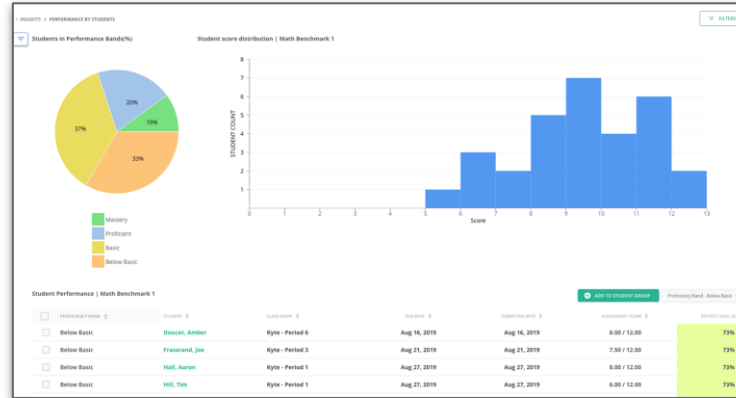 ‹ INSIGHTS / PERFORMANCE BY STUDENTS
FILTERS
Students in Performance Bands(%)
Student score distribution | Math Benchmark 1
20%
10%
37%
33%
Mastery
Proficient
Basic
Below Basic
STUDENT COUNT
8
7
6
5
4
3
2
1
0 1 2 3 4 5 6 7 8 9 10 11 12 13
Score
Student Performance | Math Benchmark 1
ADD TO STUDENT GROUP
Proficiency Band - Below Basic
PROFICIENCY BAND STUDENT CLASS NAME DUE DATE SUBMITTED DATE ASSESSMENT SCORE DISTRICT (AVG. SC
Below Basic Doucet, Amber Kyte - Period 6 Aug 16, 2019 Aug 16, 2019 8.00 / 12.00 73%
Below Basic Frassrand, Joe Kyte - Period 3 Aug 21, 2019 Aug 21, 2019 7.50 / 12.00 73%
Below Basic Hall, Aaron Kyte - Period 1 Aug 27, 2019 Aug 27, 2019 8.00 / 12.00 73%
Below Basic Hill, Tim Kyte - Period 1 Aug 27, 2019 Aug 27, 2019 6.00 / 12.00 73%